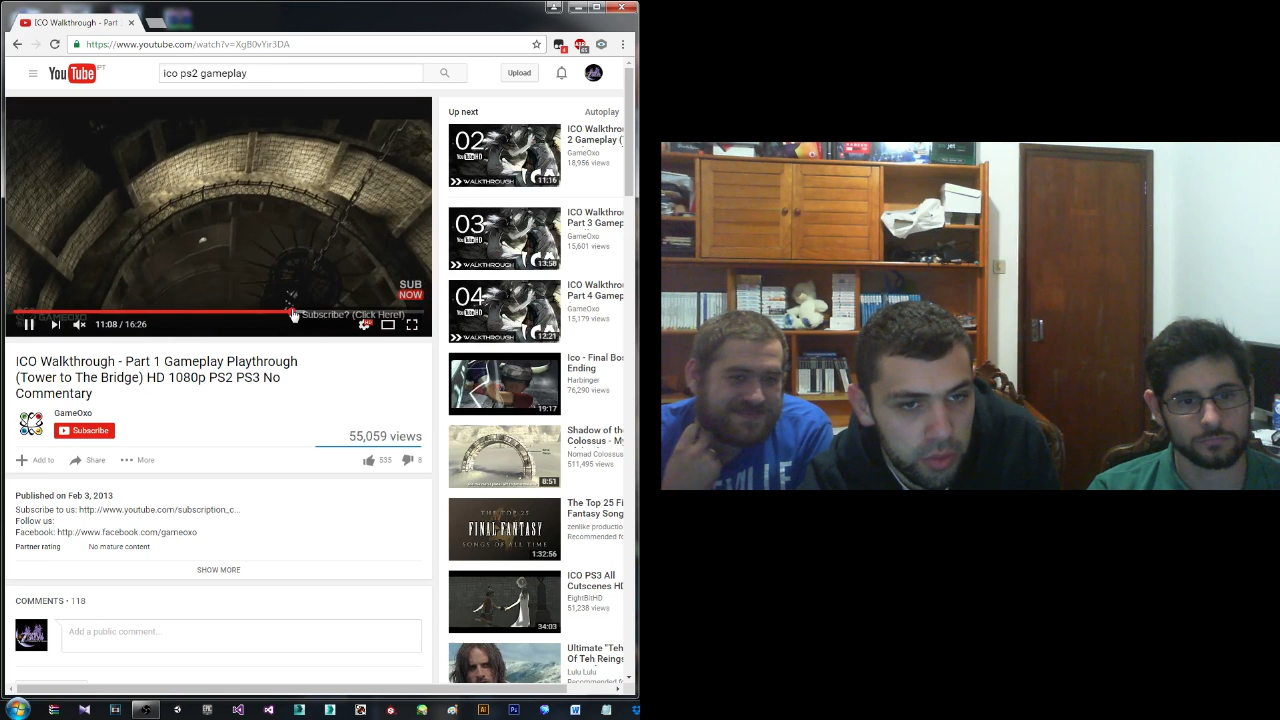 ICO Walkthrough - Part
https://www.youtube.com/watch?v=XgB0vYir3DA
YouTube PT
ico ps2 gameplay
Upload
SUB
NOW
GAMEOXO
Subscribe? (Click Here!)
11:08 / 16:26
HD
ICO Walkthrough - Part 1 Gameplay Playthrough
(Tower to The Bridge) HD 1080p PS2 PS3 No
Commentary
GameOxo
Subscribe
55,059 views
Add to
Share
More
535
8
Published on Feb 3, 2013
Subscribe to us: http://www.youtube.com/subscription_c...
Follow us:
Facebook: http://www.facebook.com/gameoxo
Partner rating
No mature content
SHOW MORE
COMMENTS • 118
Add a public comment...
Up next
Autoplay
02
WALKTHROUGH
11:16
ICO
2 Gameplay (
GameOxo
18,956 views
03
WALKTHROUGH
13:58
ICO
Part 3
GameOxo
15,601 views
04
WALKTHROUGH
12:21
ICO
Part 4
GameOxo
15,179 views
19:17
Ico - Final
Ending
Harbinger
76,290 views
8:51
Shadow of the
Colossus -
Nomad Colossus
511,495 views
THE TOP 25
FINAL FANTASY
SONGS OF ALL TIME
1:32:56
The Top 25
Fantasy
Recommended
34:03
ICO PS3 All
Cutscenes
EightBitHD
51,238 views
Ultimate "Teh
Of Teh
Lulu Lulu
Recommended